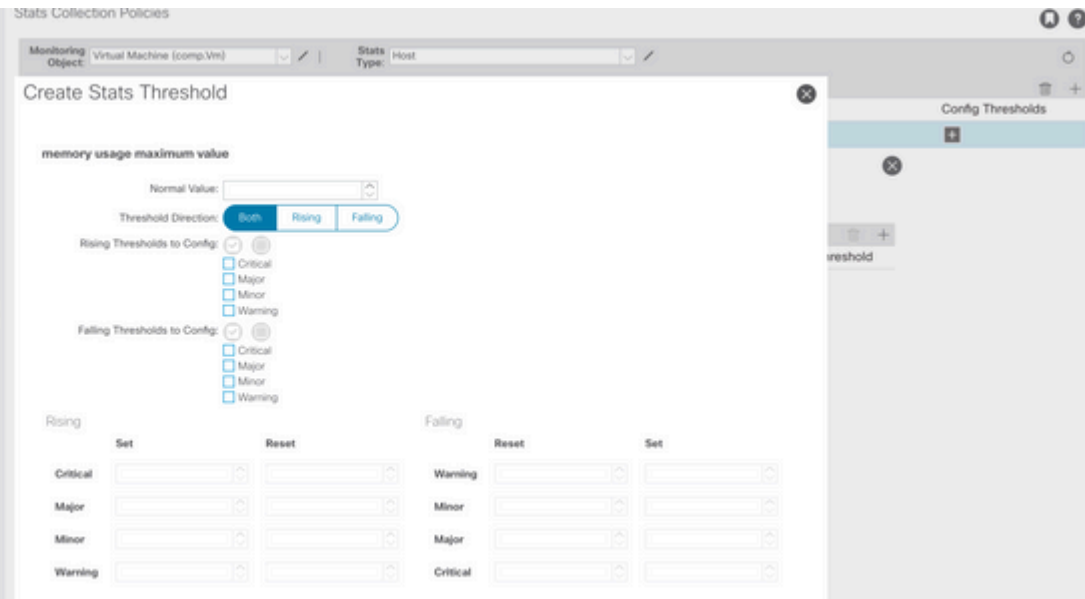 Stats Collection Policies
Monitoring Object: Virtual Machine (comp.Vm) Stats Type: Host
Create Stats Threshold
Config Thresholds
memory usage maximum value
Normal Value:
Threshold Direction: Both Rising Falling
Rising Thresholds to Config:
reshold
Critical
Major
Minor
Warning
Falling Thresholds to Config:
Critical
Major
Minor
Warning
Rising Falling
Set Reset Reset Set
Critical Warning
Major Minor
Minor Major
Warning Critical